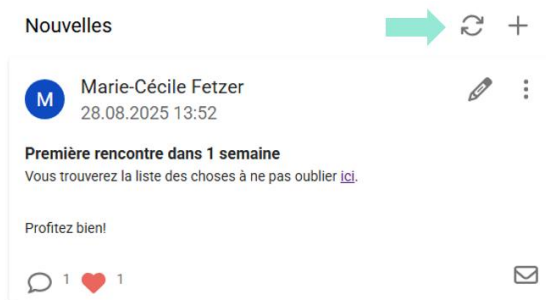 Nouvelles
M
Marie-Cécile Fetzer
28.08.2025 13:52
Première rencontre dans 1 semaine
Vous trouverez la liste des choses à ne pas oublier ici.
Profitez bien!
1 1